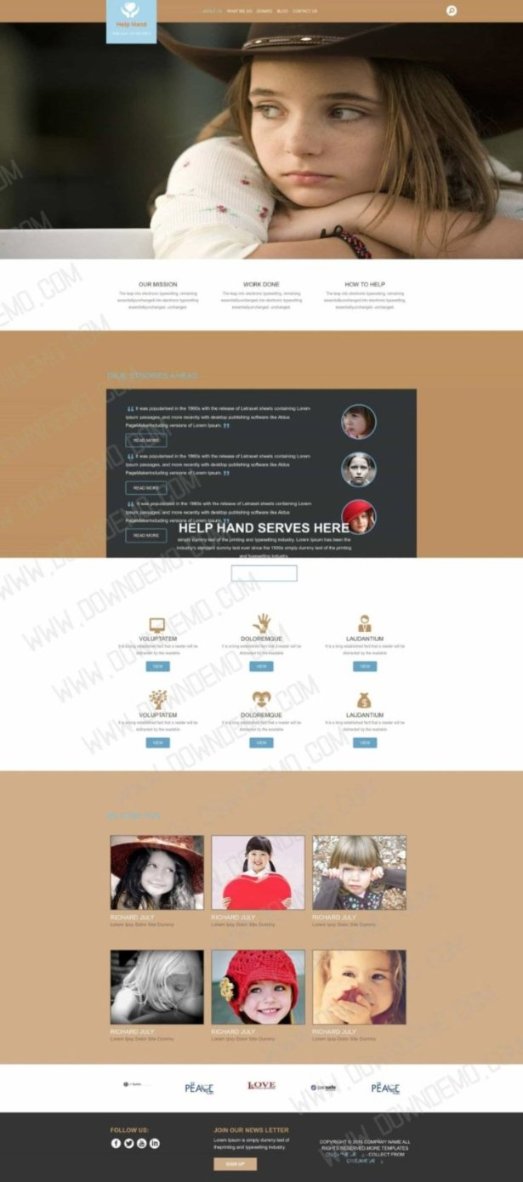 Help Hand
ABOUT US WHAT WE DO DONATE BLOG CONTACT US
OUR MISSION
The leap into electronic typesetting, remaining
essentially unchanged
WORK DONE
The leap into electronic typesetting, remaining
essentially unchanged
HOW TO HELP
The leap into electronic typesetting, remaining
essentially unchanged
It was popularised in the 1960s with the release of Letraset sheets containing Lorem
Ipsum passages, and more recently with desktop publishing software like Aldus
PageMaker including versions of Lorem Ipsum.
READ MORE
It was popularised in the 1960s with the release of Letraset sheets containing Lorem
Ipsum passages, and more recently with desktop publishing software like Aldus
PageMaker including versions of Lorem Ipsum.
READ MORE
It was popularised in the 1960s with the release of Letraset sheets containing Lorem
Ipsum passages, and more recently with desktop publishing software like Aldus
PageMaker including versions of Lorem Ipsum.
READ MORE
HELP HAND SERVES HERE
simply dummy text of the printing and typesetting industry. Lorem Ipsum has been the
industry's standard dummy text ever since the 1500s simply dummy text of the printing
and typesetting industry.
VOLUPTATEM
It is a long established fact that a reader will be
distracted by the readable
VIEW
DOLOREMQUE
It is a long established fact that a reader will be
distracted by the readable
VIEW
LAUDANTIUM
It is a long established fact that a reader will be
distracted by the readable
VIEW
VOLUPTATEM
It is a long established fact that a reader will be
distracted by the readable
VIEW
DOLOREMQUE
It is a long established fact that a reader will be
distracted by the readable
VIEW
LAUDANTIUM
It is a long established fact that a reader will be
distracted by the readable
VIEW
RICHARD JULY
Lorem Ipsy Dolor Site Dummy
RICHARD JULY
Lorem Ipsy Dolor Site Dummy
RICHARD JULY
Lorem Ipsy Dolor Site Dummy
RICHARD JULY
Lorem Ipsy Dolor Site Dummy
RICHARD JULY
Lorem Ipsy Dolor Site Dummy
RICHARD JULY
Lorem Ipsy Dolor Site Dummy
PEACE
LOVE
PEACE
FOLLOW US:
JOIN OUR NEWS LETTER
Lorem Ipsum is simply dummy text of
theprinting and typesetting industry.
SIGN UP
COPYRIGHT © 2015.COMPANY NAME ALL
RIGHTS RESERVED.MORE TEMPLATES
- COLLECT FROM
WWW.DOWNDEMO.COM